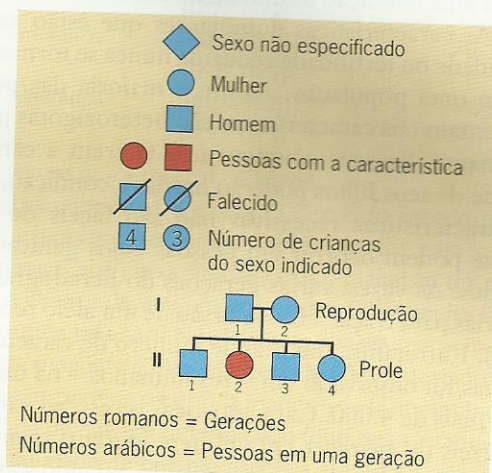 Sexo não especificado
Mulher
Homem
Pessoas com a característica
Falecido
4 3 Número de crianças
do sexo indicado
I
1 2 Reprodução
II
1 2 3 4 Prole
Números romanos = Gerações
Números arábicos = Pessoas em uma geração